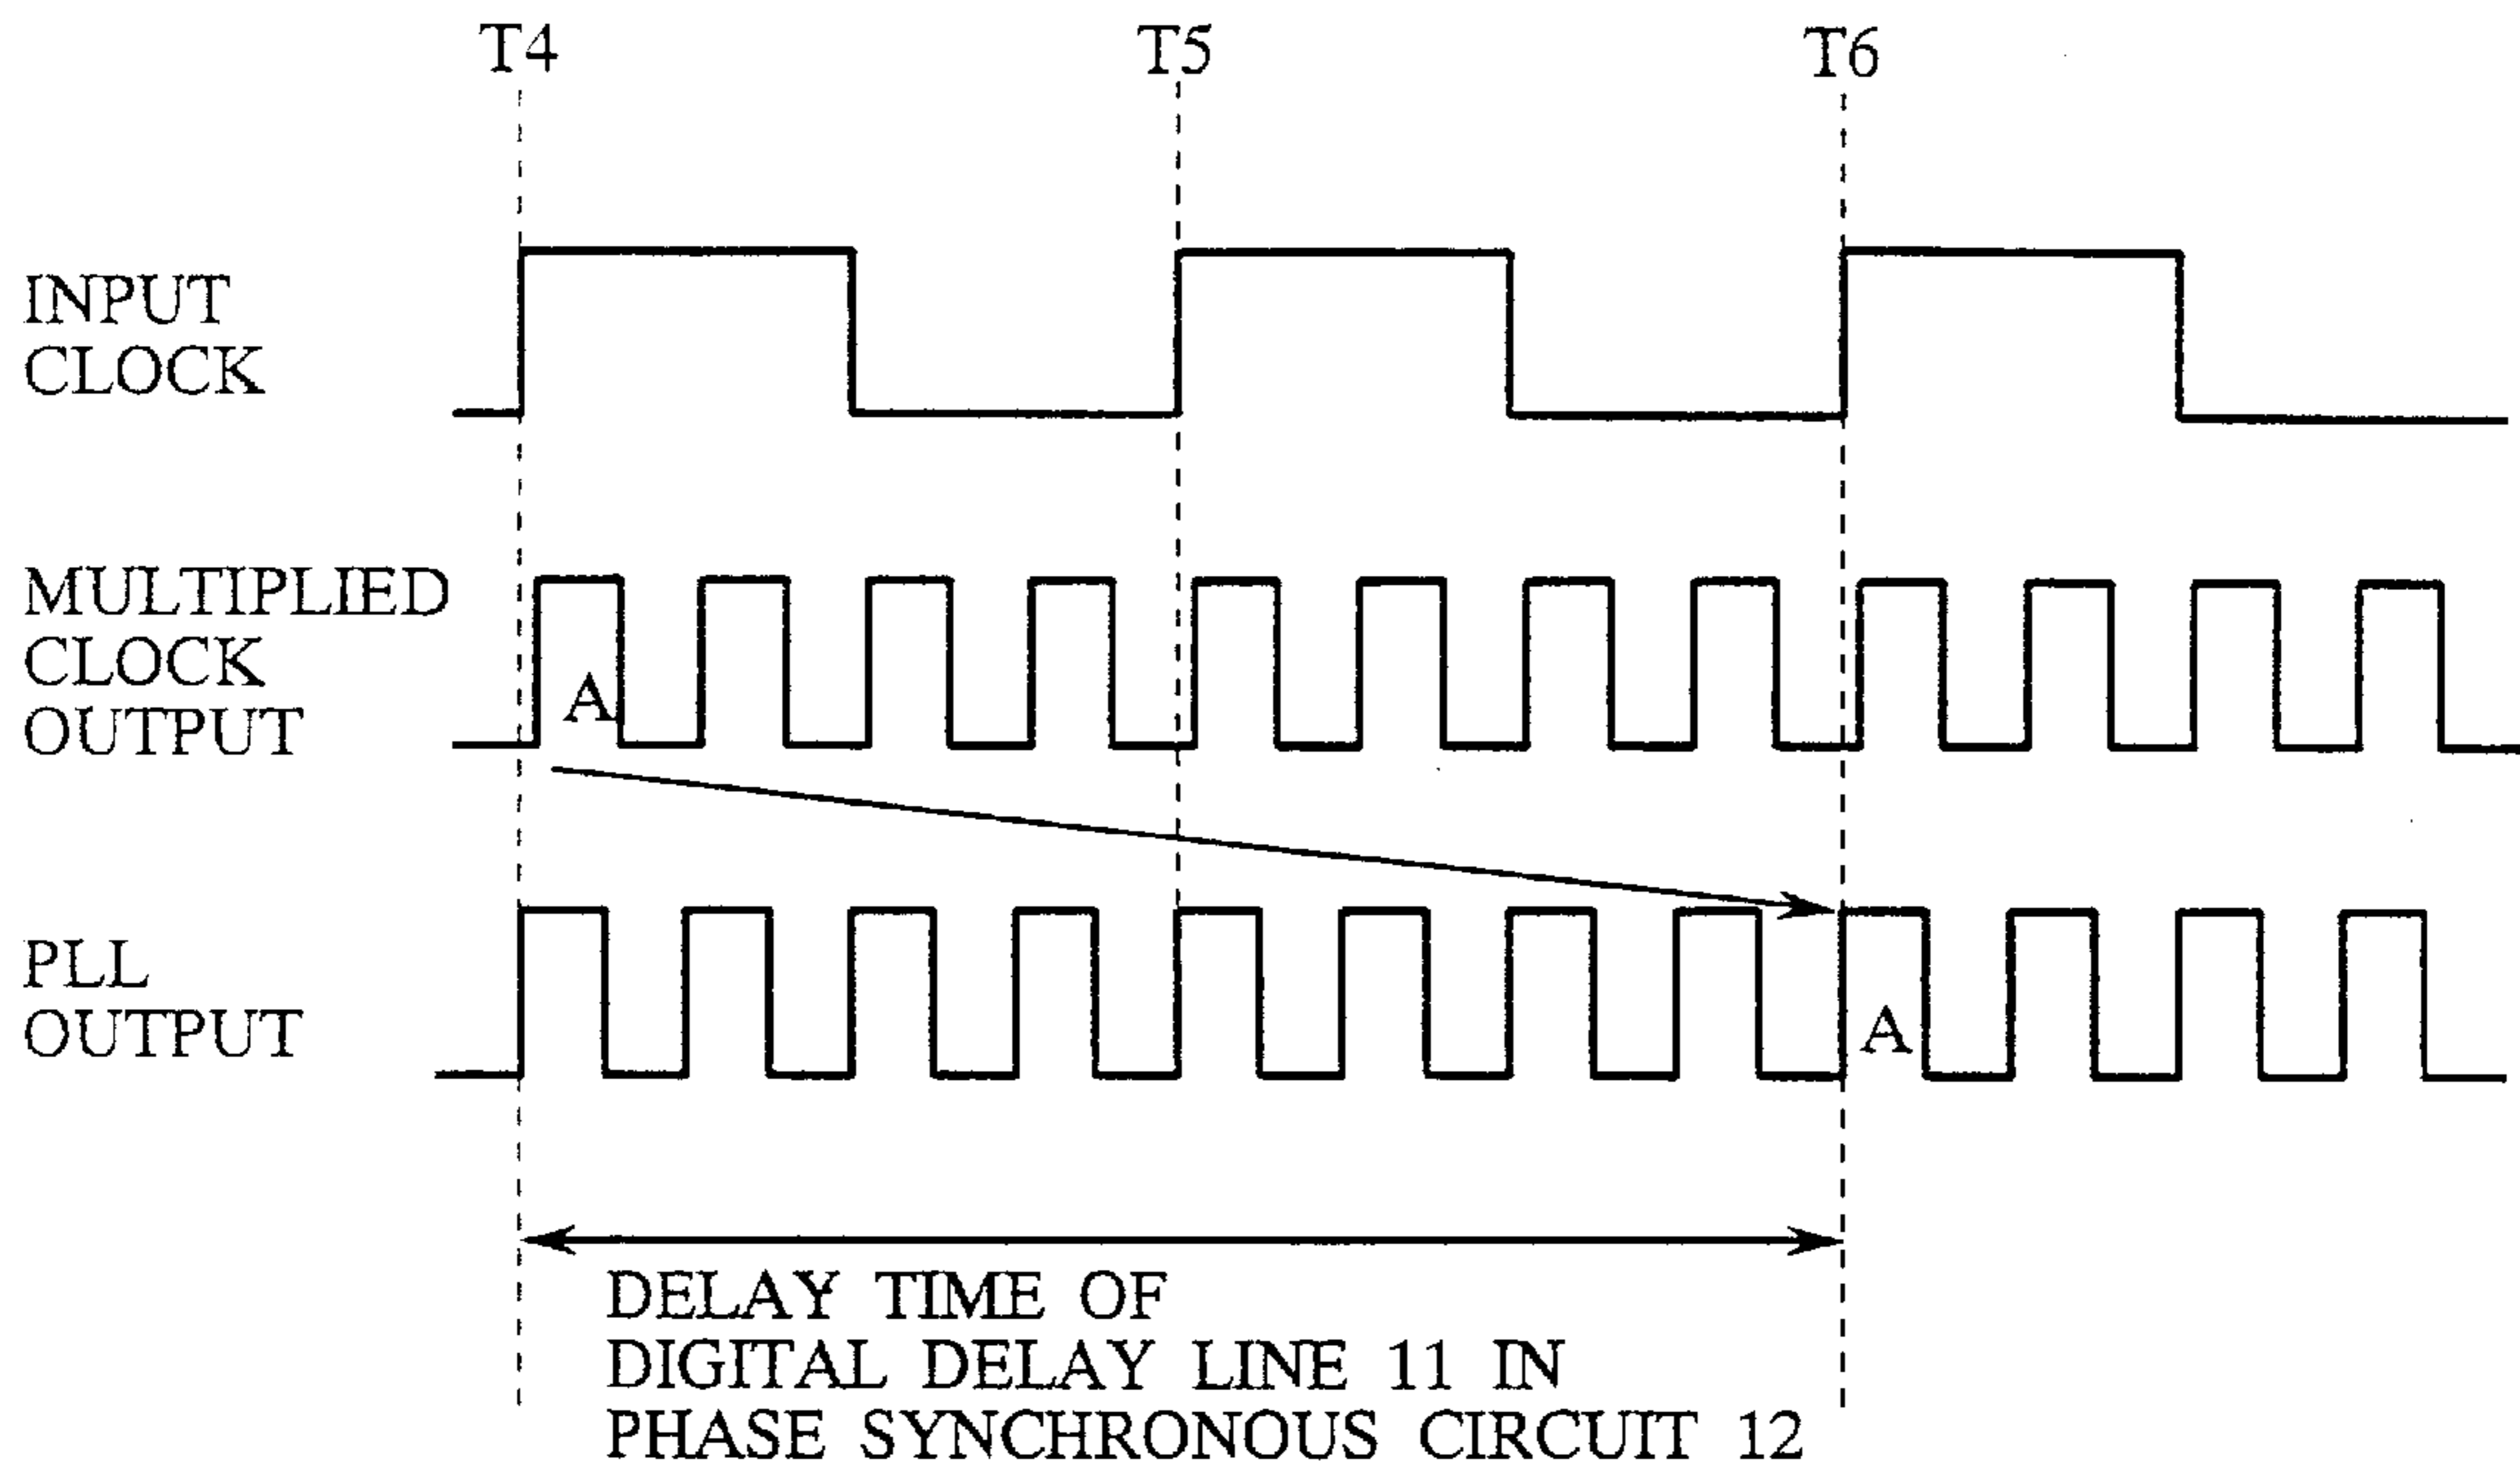 T4
T5
T6
INPUT
CLOCK
MULTIPLIED
CLOCK
OUTPUT
A
PLL
OUTPUT
A
DELAY TIME OF
DIGITAL DELAY LINE 11 IN
PHASE SYNCHRONOUS CIRCUIT 12